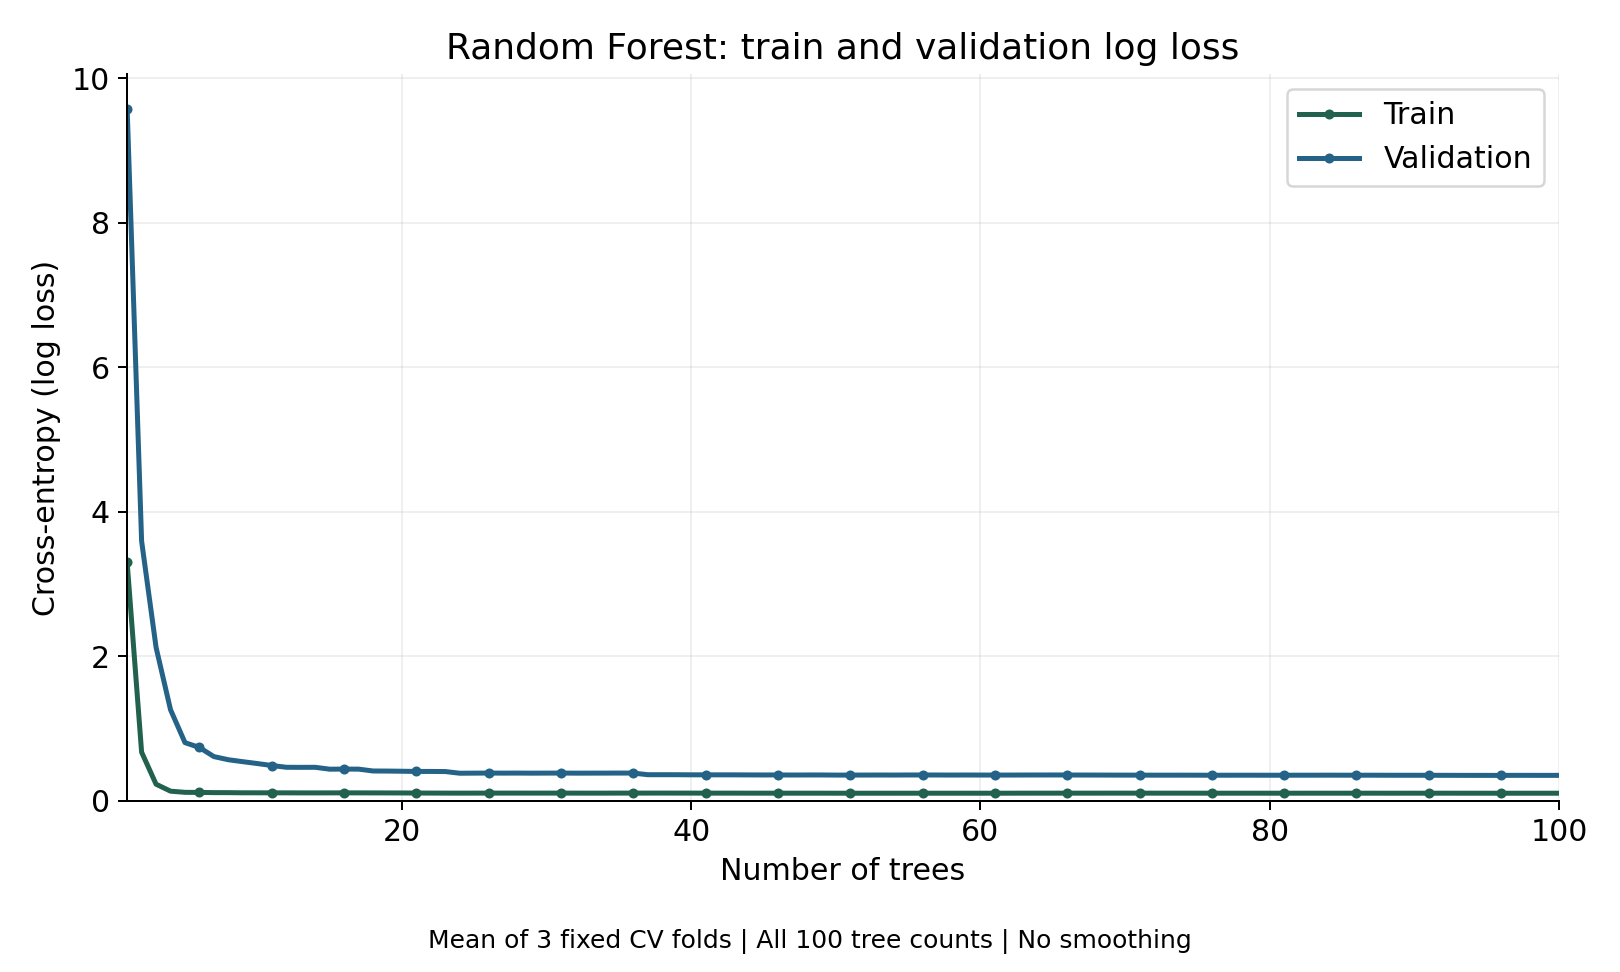 Random Forest: train and validation log loss
Train
Validation
Cross-entropy (log loss)
10
8
6
4
2
0
20 40 60 80 100
Number of trees
Mean of 3 fixed CV folds | All 100 tree counts | No smoothing